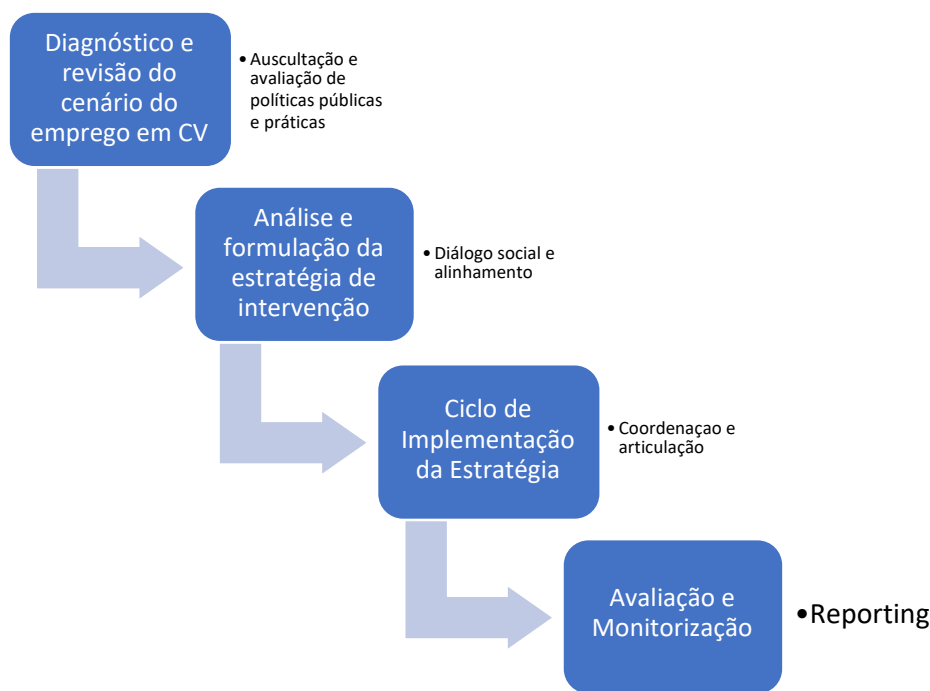 Diagnóstico e
revisão do
cenário do
emprego em CV
• Auscultação e
avaliação de
políticas públicas
e práticas
Análise e
formulação da
estratégia de
intervenção
• Diálogo social e
alinhamento
Ciclo de
Implementação
da Estratégia
• Coordenaçao e
articulação
Avaliação e
Monitorização
•Reporting